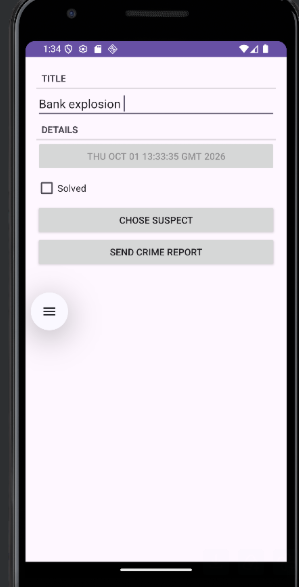 1:34
TITLE
Bank explosion
DETAILS
THU OCT 01 13:33:35 GMT 2026
Solved
CHOSE SUSPECT
SEND CRIME REPORT